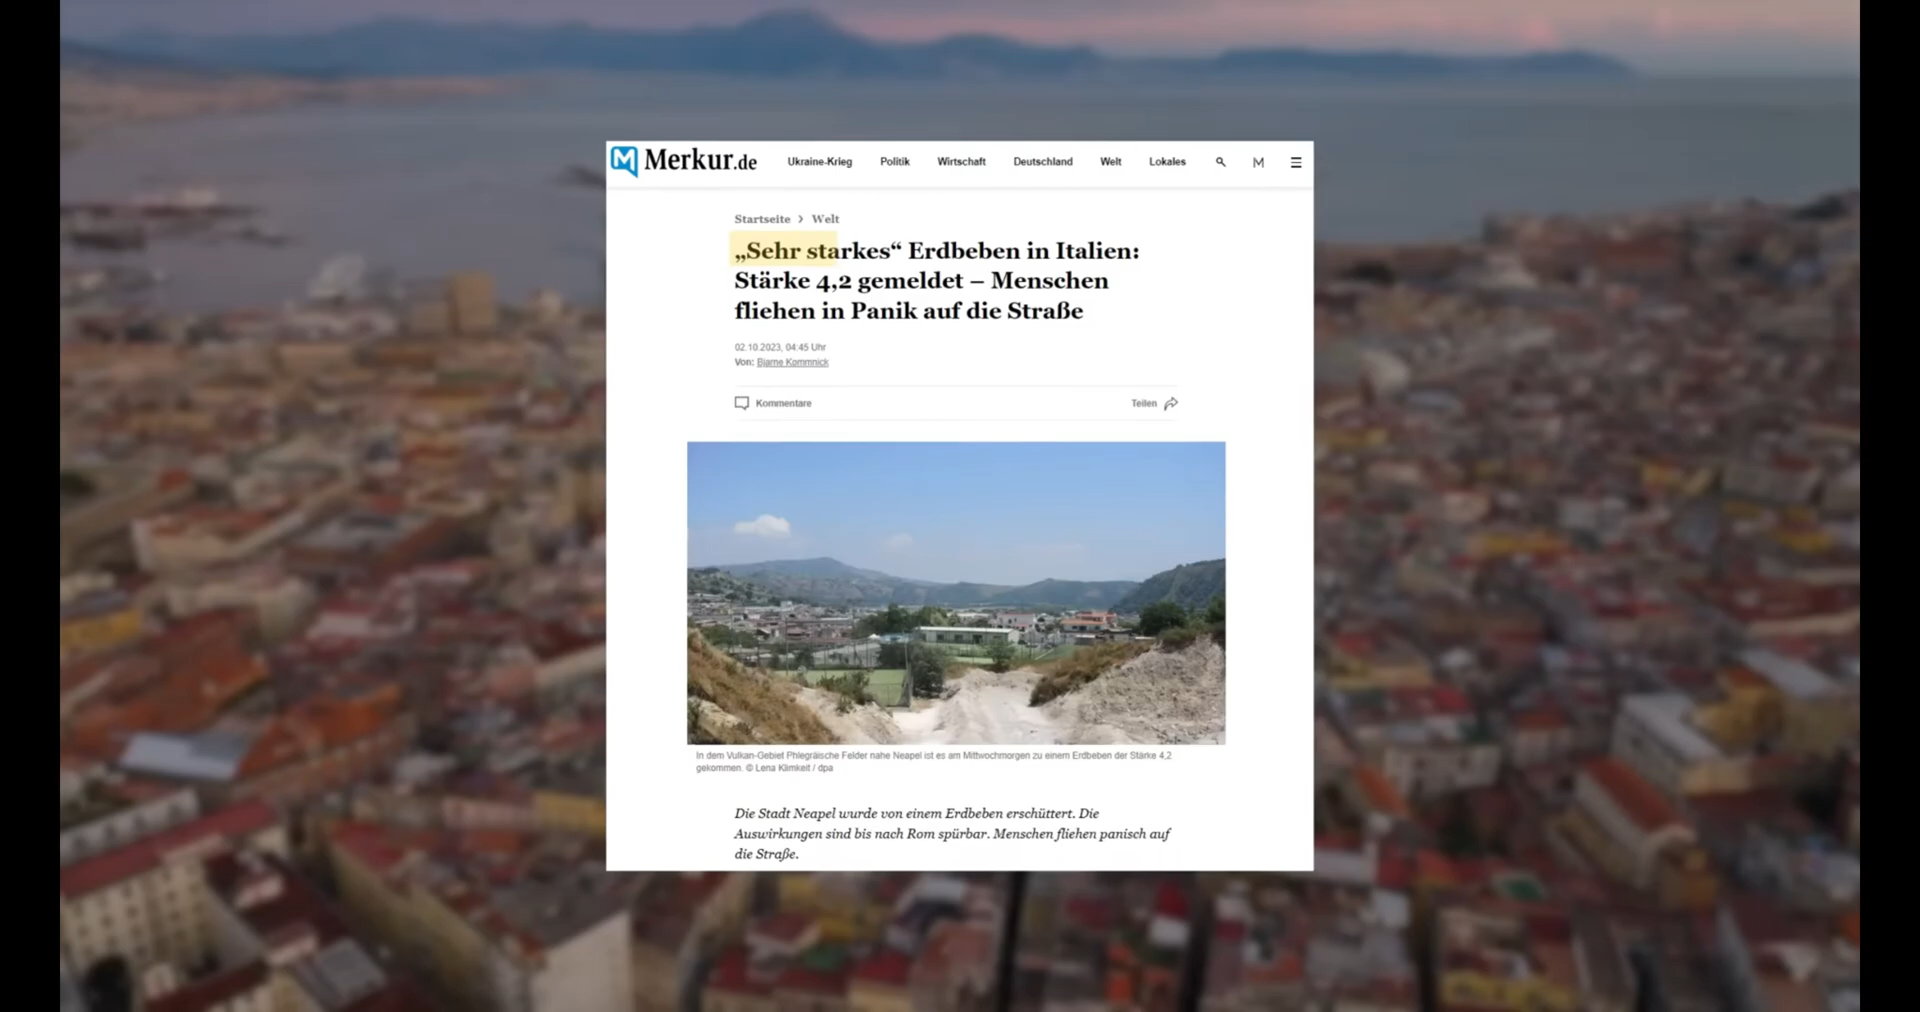 Merkur.de
Ukraine-Krieg Politik Wirtschaft Deutschland Welt Lokales M
Startseite > Welt
„Sehr starkes“ Erdbeben in Italien:
Stärke 4,2 gemeldet – Menschen
fliehen in Panik auf die Straße
02.10.2023, 04:45 Uhr
Von: Bjarne Kommnick
Kommentare Teilen
In dem Vulkan-Gebiet Phlegräische Felder nahe Neapel ist es am Mittwochmorgen zu einem Erdbeben der Stärke 4,2
gekommen. © Lena Klimkeit / dpa
Die Stadt Neapel wurde von einem Erdbeben erschüttert. Die
Auswirkungen sind bis nach Rom spürbar. Menschen fliehen panisch auf
die Straße.